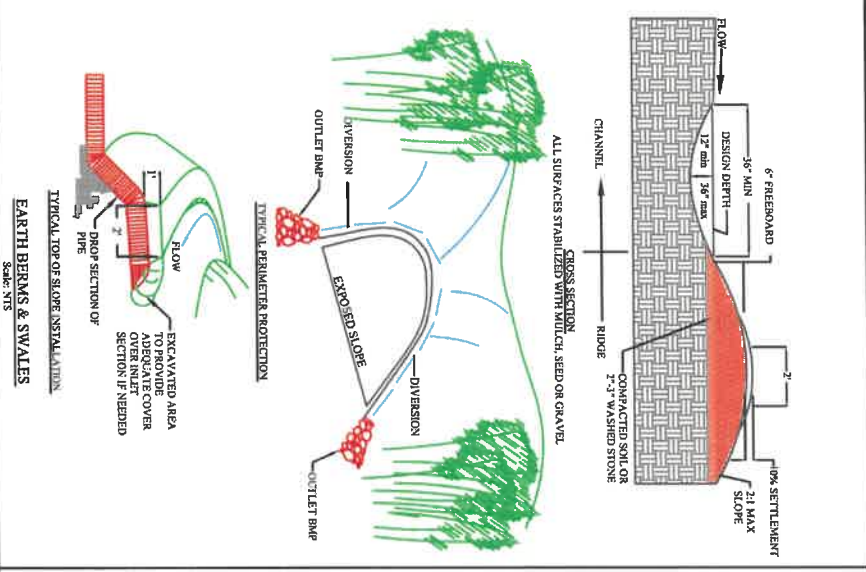 6" FREEBOARD
36" MIN
DESIGN DEPTH
12" min
36" max
FLOW
2'
10% SETTLEMENT
2:1 MAX
SLOPE
COMPACTED SOIL OR
2"-3" WASHED STONE
CHANNEL
RIDGE
CROSS SECTION
ALL SURFACES STABILIZED WITH MULCH, SEED OR GRAVEL
DIVERSION
OUTLET BMP
EXPOSED SLOPE
DIVERSION
OUTLET BMP
TYPICAL PERIMETER PROTECTION
FLOW
1'
2'
DROP SECTION OF
PIPE
EXCAVATED AREA
TO PROVIDE
ADEQUATE COVER
OVER INLET
SECTION IF NEEDED
TYPICAL TOP OF SLOPE INSTALLATION
EARTH BERMS & SWALES
Scale: NTS